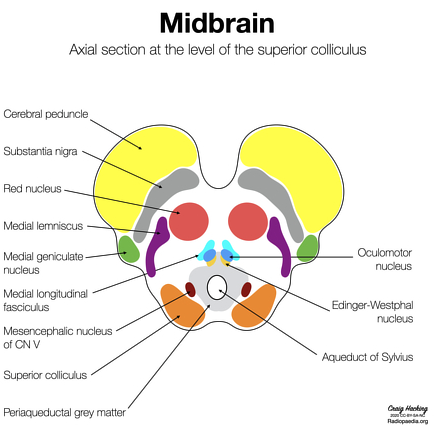 Midbrain
Axial section at the level of the superior colliculus
Cerebral peduncle
Substantia nigra
Red nucleus
Medial lemniscus
Medial geniculate
nucleus
Medial longitudinal
fasciculus
Mesencephalic nucleus
of CN V
Superior colliculus
Periaqueductal grey matter
Oculomotor
nucleus
Edinger-Westphal
nucleus
Aqueduct of Sylvius
Craig Hacking
2020 CC-BY-SA-NC
Radiopaedia.org